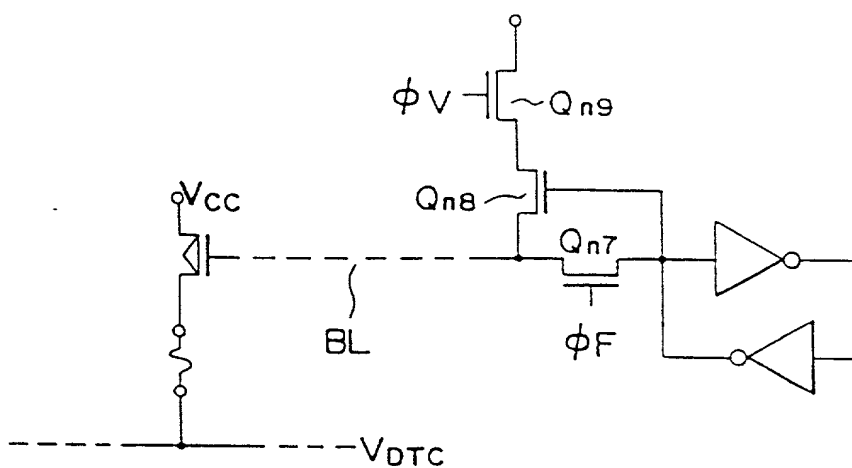 ϕV
Qn9
VCC
Qn8
Qn7
BL
ϕF
VDTC